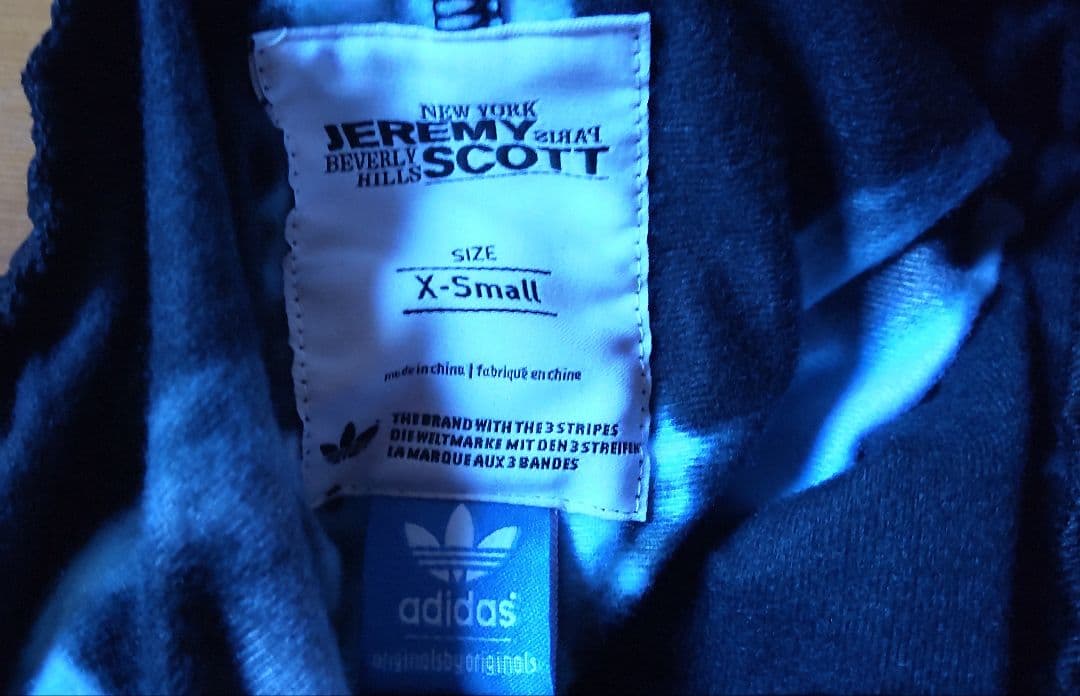 NEW YORK
JEREMY PARIS
BEVERLY SCOTT
HILLS
SIZE
X-Small
made in china | fabriqué en chine
THE BRAND WITH THE 3 STRIPES
DIE WELTMARKE MIT DEN 3 STREIFEN
LA MARQUE AUX 3 BANDES
adidas
originalsbyoriginals